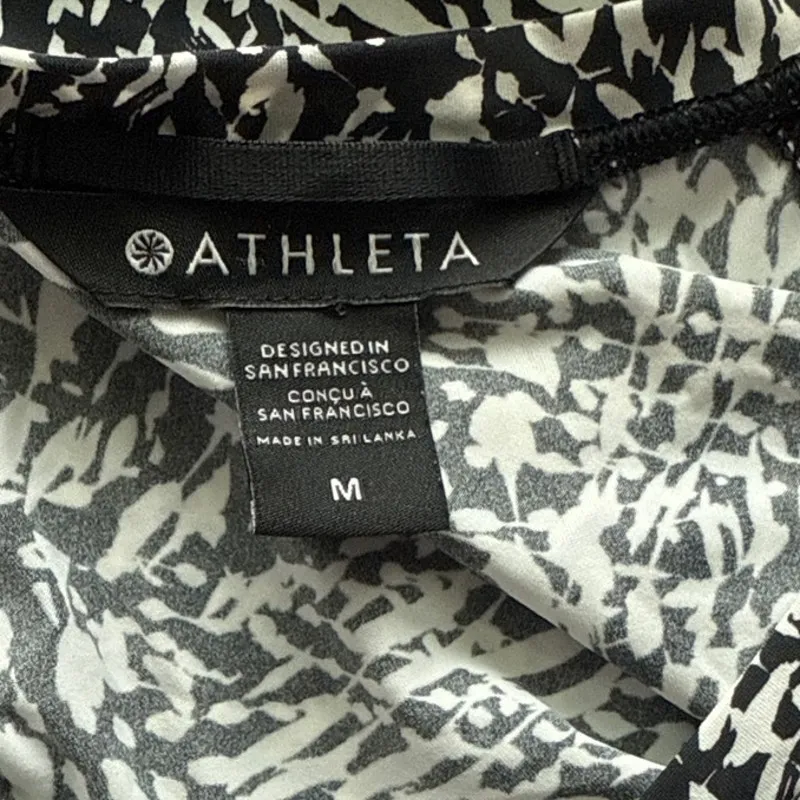 ATHLETA
DESIGNED IN
SAN FRANCISCO
CONÇU À
SAN FRANCISCO
MADE IN SRI LANKA
M